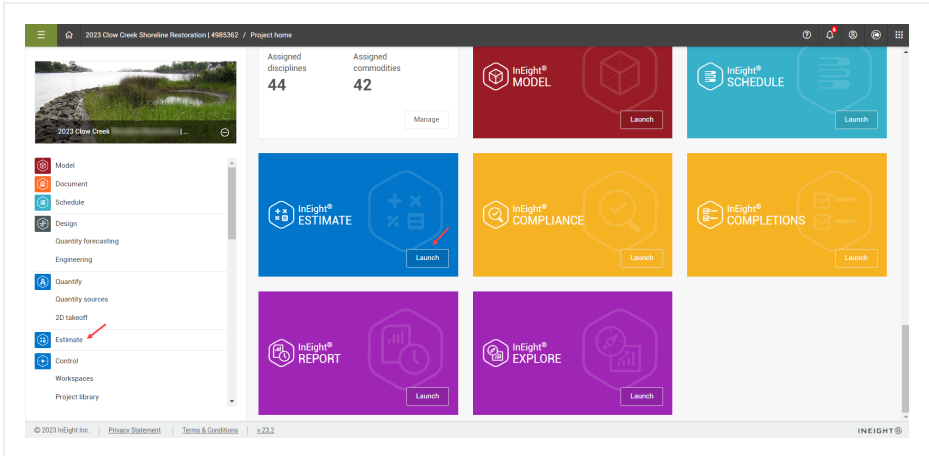 2023 Clow Creek Shoreline Restoration | 4985362 / Project home
6
2023 Clow Creek | ...
Model
Document
Schedule
Design
Quantity forecasting
Engineering
Quantify
Quantity sources
2D takeoff
Estimate
Control
Workspaces
Project library
Assigned disciplines
44
Assigned commodities
42
Manage
InEight®
MODEL
Launch
InEight®
SCHEDULE
Launch
InEight®
ESTIMATE
Launch
InEight®
COMPLIANCE
Launch
InEight®
COMPLETIONS
Launch
InEight®
REPORT
Launch
InEight®
EXPLORE
Launch
© 2023 InEight Inc. | Privacy Statement | Terms & Conditions | v 23.2
INEIGHT